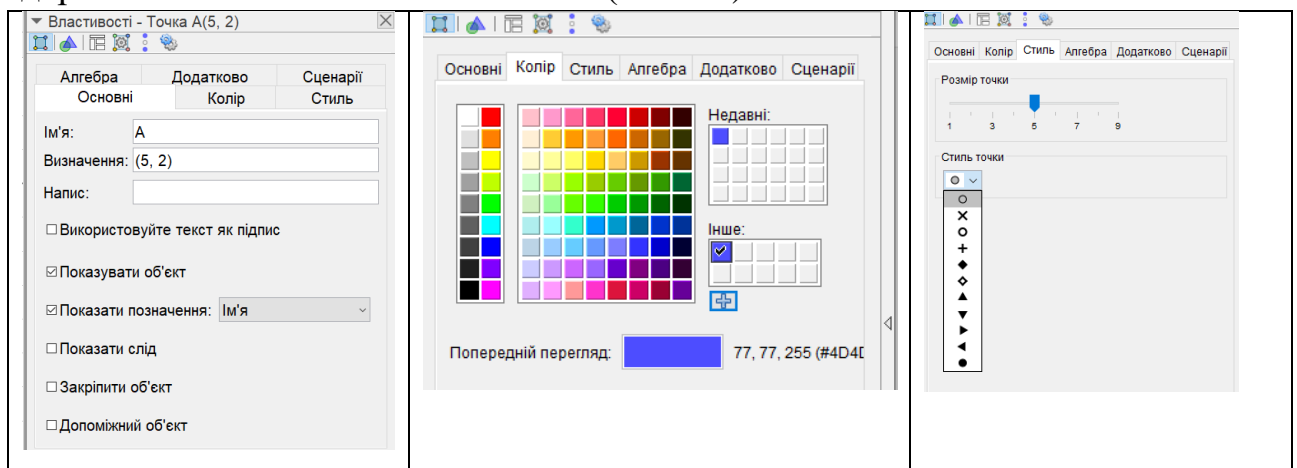 Властивості - Точка A(5, 2)
Алгебра Додатково Сценарії
Основні Колір Стиль
Ім'я: A
Визначення: (5, 2)
Напис:
Використовуйте текст як підпис
Показувати об'єкт
Показати позначення: Ім'я
Показати слід
Закріпити об'єкт
Допоміжний об'єкт
Основні Колір Стиль Алгебра Додатково Сценарії
Недавні:
Інше:
Попередній перегляд: 77, 77, 255 (#4D4D
Основні Колір Стиль Алгебра Додатково Сценарії
Розмір точки
1 3 5 7 9
Стиль точки